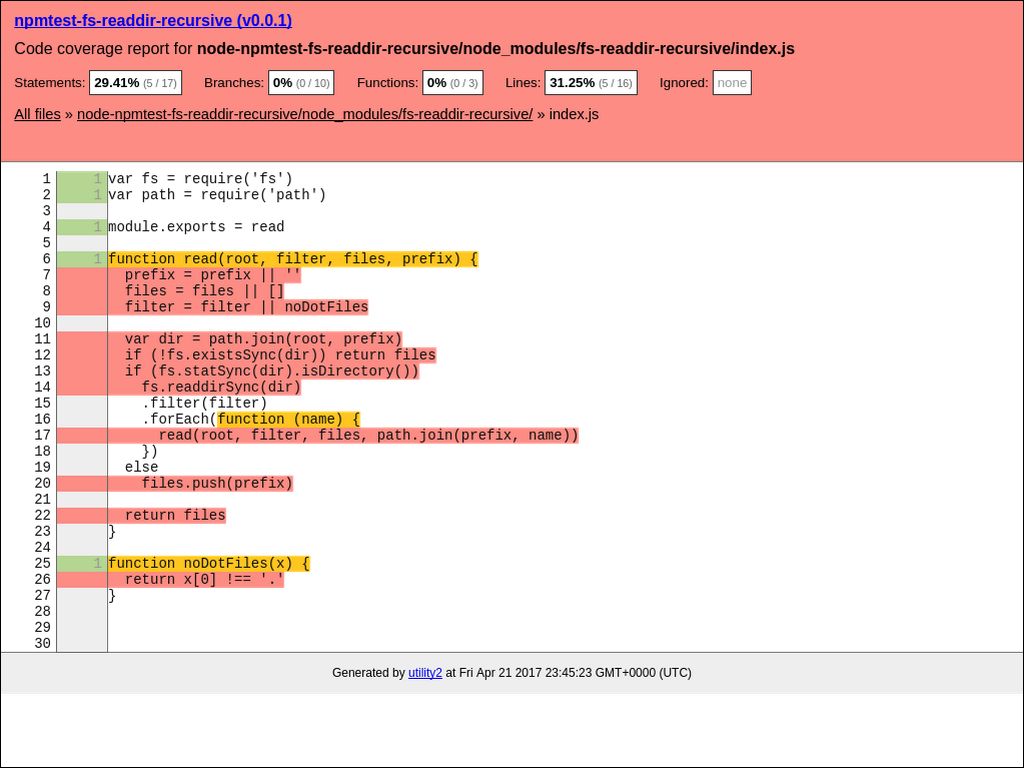 npmtest-fs-readdir-recursive (v0.0.1)
Code coverage report for node-npmtest-fs-readdir-recursive/node_modules/fs-readdir-recursive/index.js
Statements: 29.41% (5 / 17) Branches: 0% (0 / 10) Functions: 0% (0 / 3) Lines: 31.25% (5 / 16) Ignored: none
All files » node-npmtest-fs-readdir-recursive/node_modules/fs-readdir-recursive/ » index.js
1 1 var fs = require('fs')
2 1 var path = require('path')
3
4 1 module.exports = read
5
6 1 function read(root, filter, files, prefix) {
7   prefix = prefix || ''
8   files = files || []
9   filter = filter || noDotFiles
10
11   var dir = path.join(root, prefix)
12   if (!fs.existsSync(dir)) return files
13   if (fs.statSync(dir).isDirectory())
14     fs.readdirSync(dir)
15     .filter(filter)
16     .forEach(function (name) {
17       read(root, filter, files, path.join(prefix, name))
18     })
19   else
20     files.push(prefix)
21
22   return files
23 }
24
25 1 function noDotFiles(x) {
26   return x[0] !== '.'
27 }
28
29
30
Generated by utility2 at Fri Apr 21 2017 23:45:23 GMT+0000 (UTC)